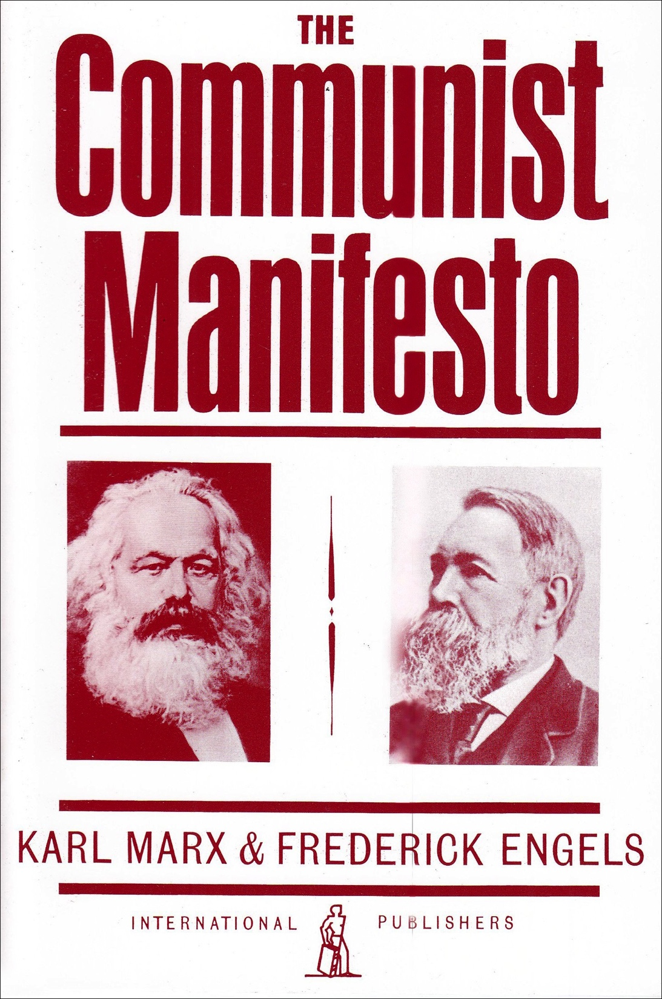 THE
Communist
Manifesto
KARL MARX & FREDERICK ENGELS
INTERNATIONAL PUBLISHERS